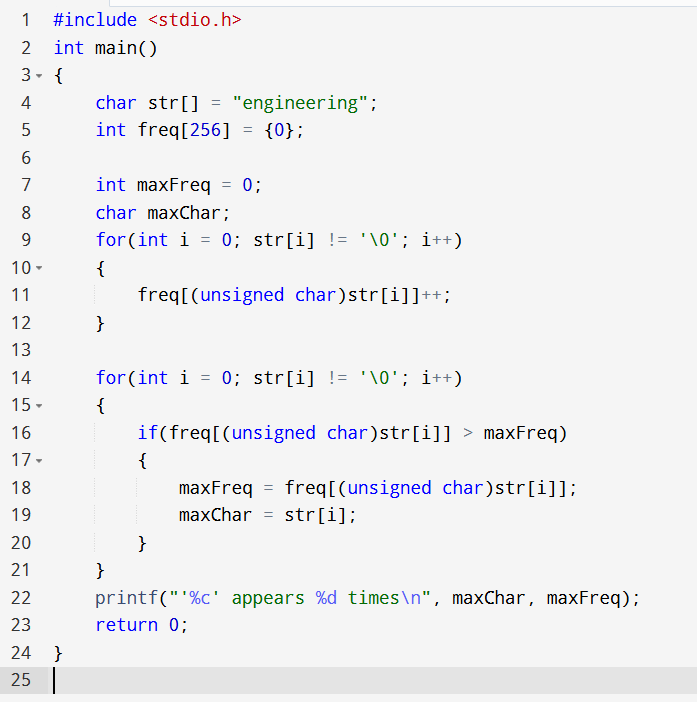 1 #include <stdio.h>
2 int main()
3 {
4     char str[] = "engineering";
5     int freq[256] = {0};
6
7     int maxFreq = 0;
8     char maxChar;
9     for(int i = 0; str[i] != '\0'; i++)
10     {
11         freq[(unsigned char)str[i]]++;
12     }
13
14     for(int i = 0; str[i] != '\0'; i++)
15     {
16         if(freq[(unsigned char)str[i]] > maxFreq)
17         {
18             maxFreq = freq[(unsigned char)str[i]];
19             maxChar = str[i];
20         }
21     }
22     printf("'%c' appears %d times\n", maxChar, maxFreq);
23     return 0;
24 }
25